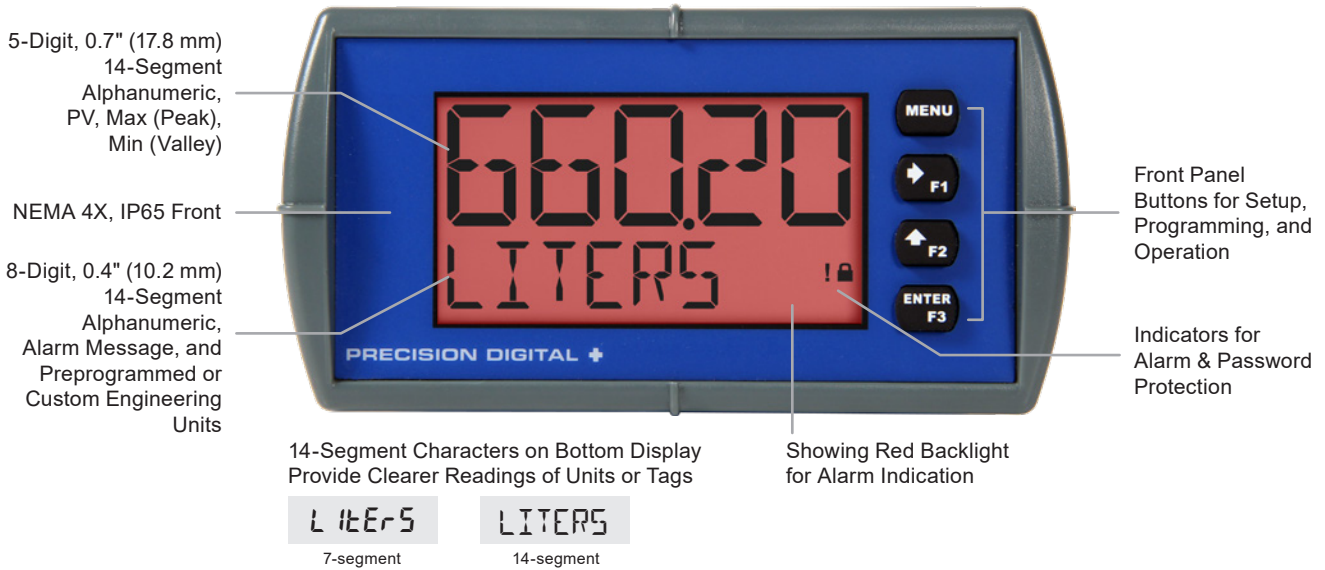 5-Digit, 0.7" (17.8 mm)
14-Segment
Alphanumeric,
PV, Max (Peak),
Min (Valley)
NEMA 4X, IP65 Front
8-Digit, 0.4" (10.2 mm)
14-Segment
Alphanumeric,
Alarm Message, and
Preprogrammed or
Custom Engineering
Units
660.20
LITERS
!
PRECISION DIGITAL
MENU
F1
F2
ENTER
F3
Front Panel
Buttons for Setup,
Programming, and
Operation
Indicators for
Alarm & Password
Protection
14-Segment Characters on Bottom Display
Provide Clearer Readings of Units or Tags
Showing Red Backlight
for Alarm Indication
LItErS
LITERS
7-segment
14-segment